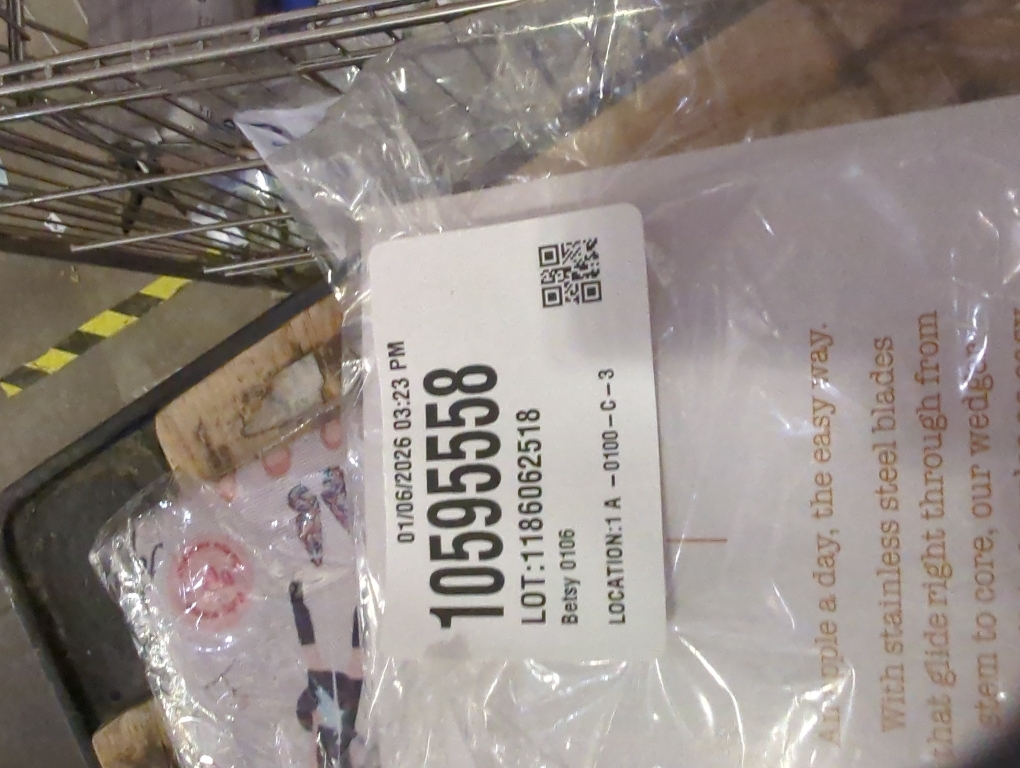 01/06/2026 03:23 PM
1059558
LOT:1186062518
Betsy 0106
LOCATION:1 A -0100-C-3
An apple a day, the easy way.
With stainless steel blades
that glide right through from
stem to core, our wedge